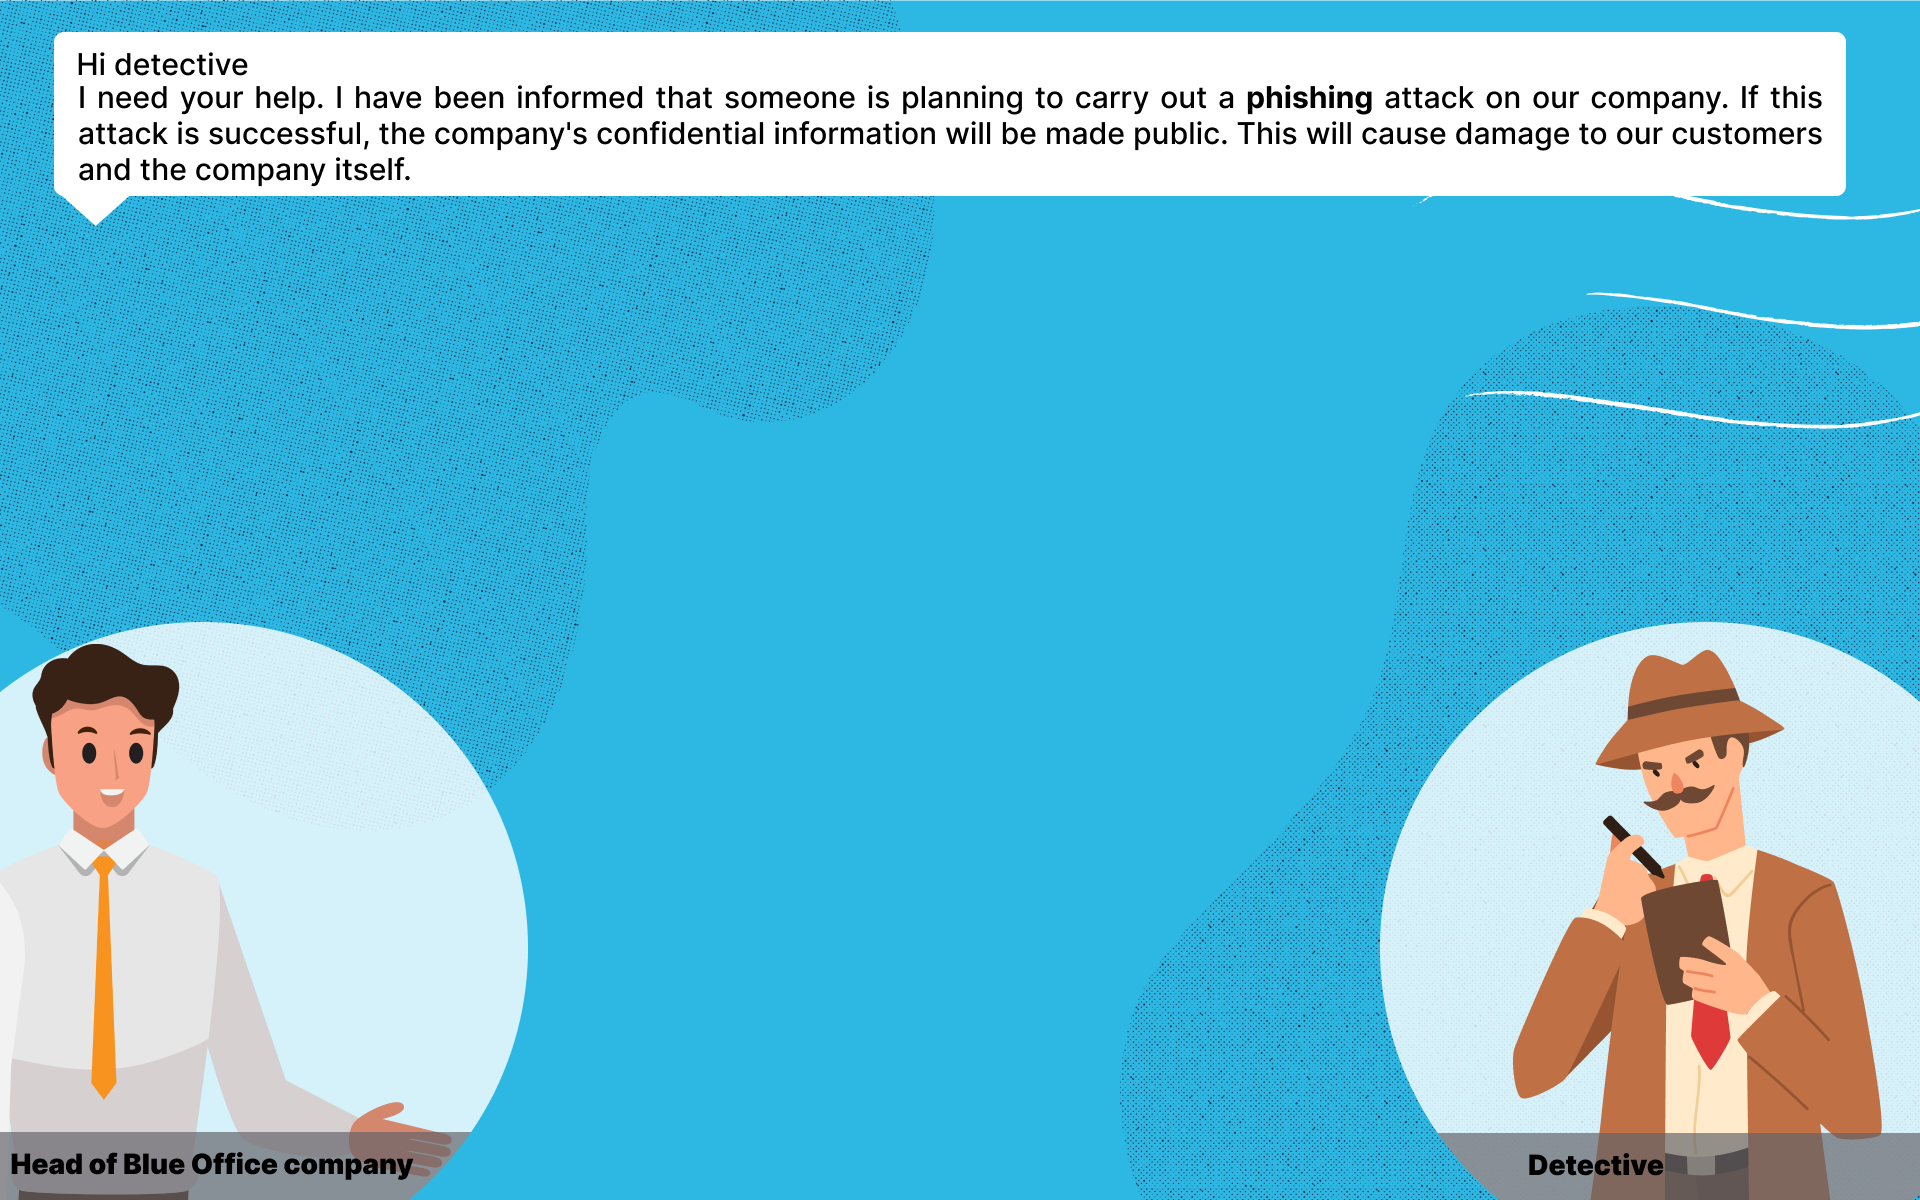 Hi detective
I need your help. I have been informed that someone is planning to carry out a phishing attack on our company. If this
attack is successful, the company's confidential information will be made public. This will cause damage to our customers
and the company itself.
Head of Blue Office company
Detective